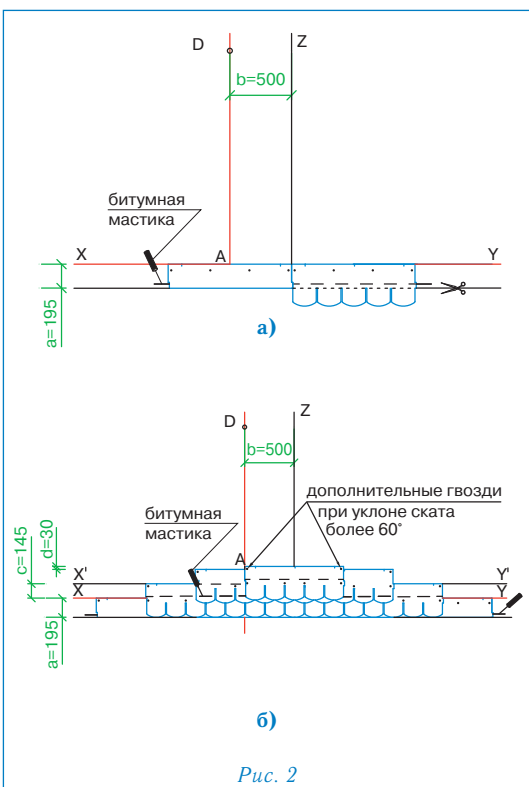 D
Z
b=500
битумная
мастика
X
A
Y
a=195
а)
D
Z
b=500
дополнительные гвозди
при уклоне ската
более 60˚
битумная
мастика
A
d=30
c=145
X'
Y'
X
Y
a=195
б)
Рис. 2